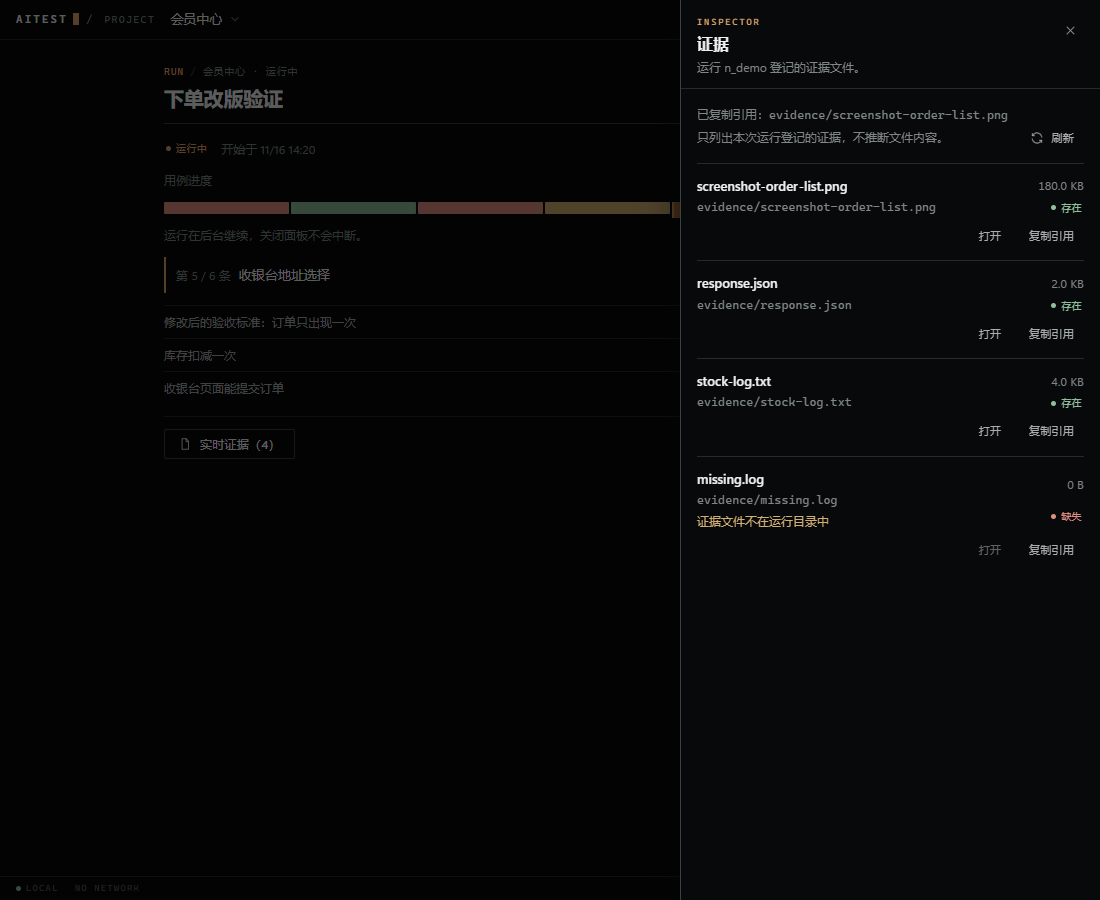 AITEST / PROJECT 会员中心
RUN / 会员中心 · 运行中
下单改版验证
运行中 开始于 11/16 14:20
用例进度
运行在后台继续，关闭面板不会中断。
第 5 / 6 条 收银台地址选择
修改后的验收标准：订单只出现一次
库存扣减一次
收银台页面能提交订单
实时证据（4）
LOCAL NO NETWORK
INSPECTOR
证据
运行 n_demo 登记的证据文件。
已复制引用：evidence/screenshot-order-list.png
只列出本次运行登记的证据，不推断文件内容。 刷新
screenshot-order-list.png 180.0 KB
evidence/screenshot-order-list.png 存在
打开 复制引用
response.json 2.0 KB
evidence/response.json 存在
打开 复制引用
stock-log.txt 4.0 KB
evidence/stock-log.txt 存在
打开 复制引用
missing.log 0 B
evidence/missing.log
证据文件不在运行目录中 缺失
打开 复制引用